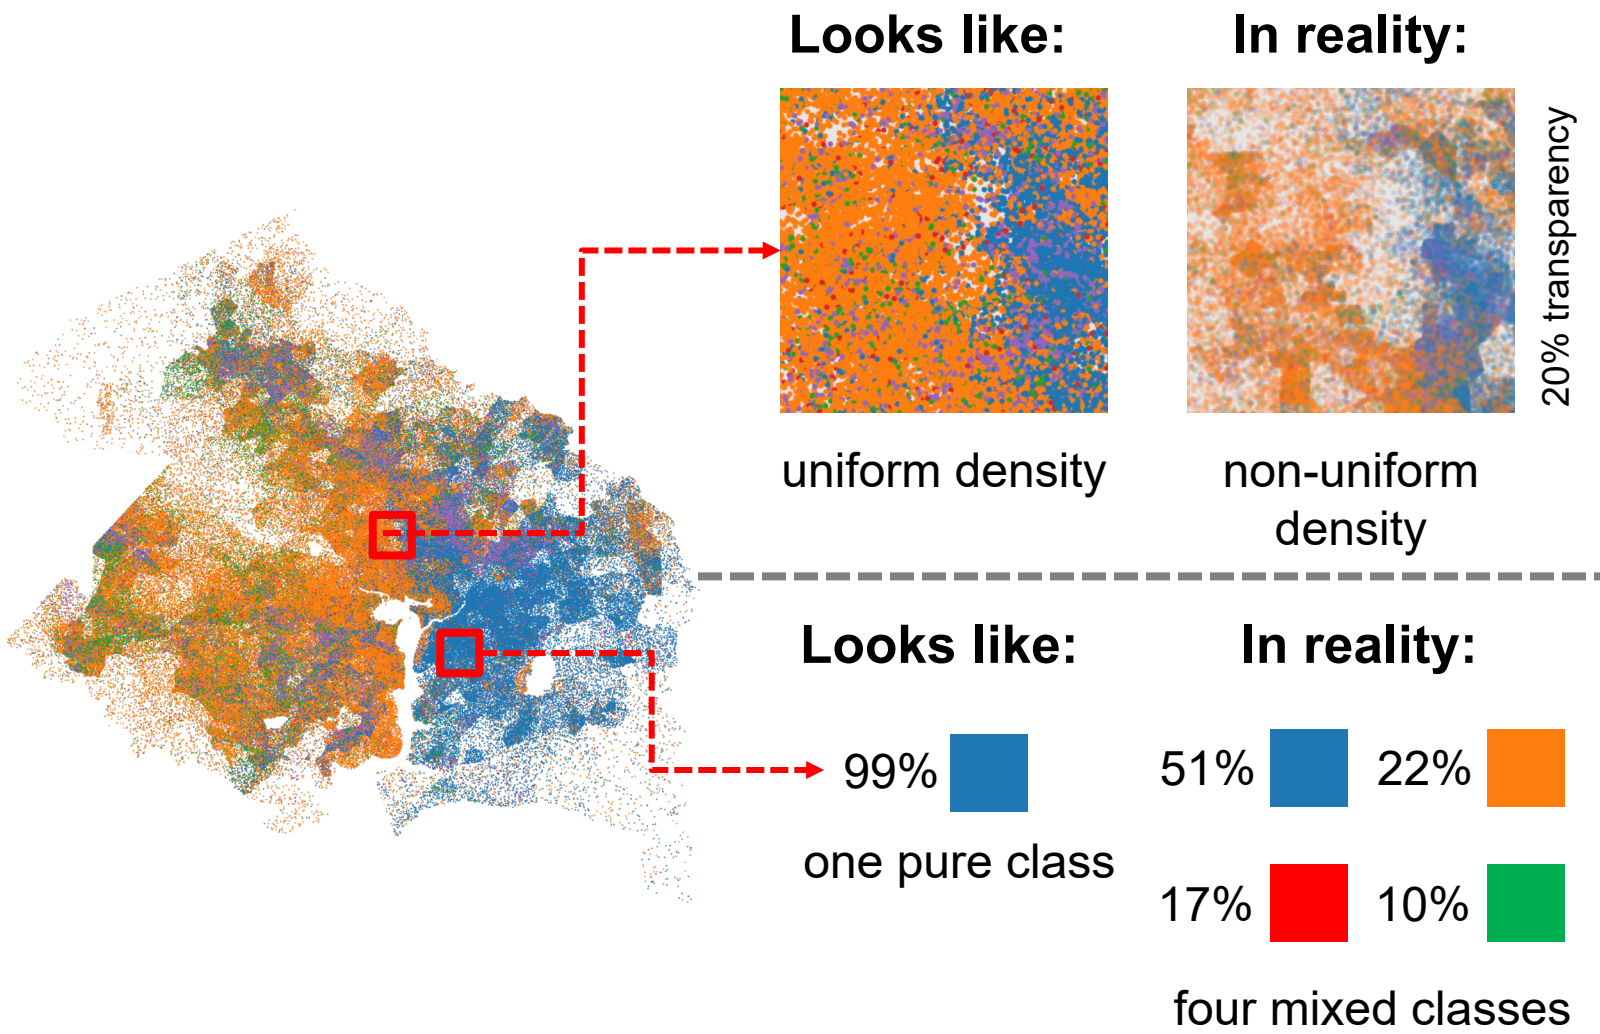 Looks like:
In reality:
20% transparency
uniform density
non-uniform
density
Looks like:
In reality:
99%
51%
22%
one pure class
17%
10%
four mixed classes